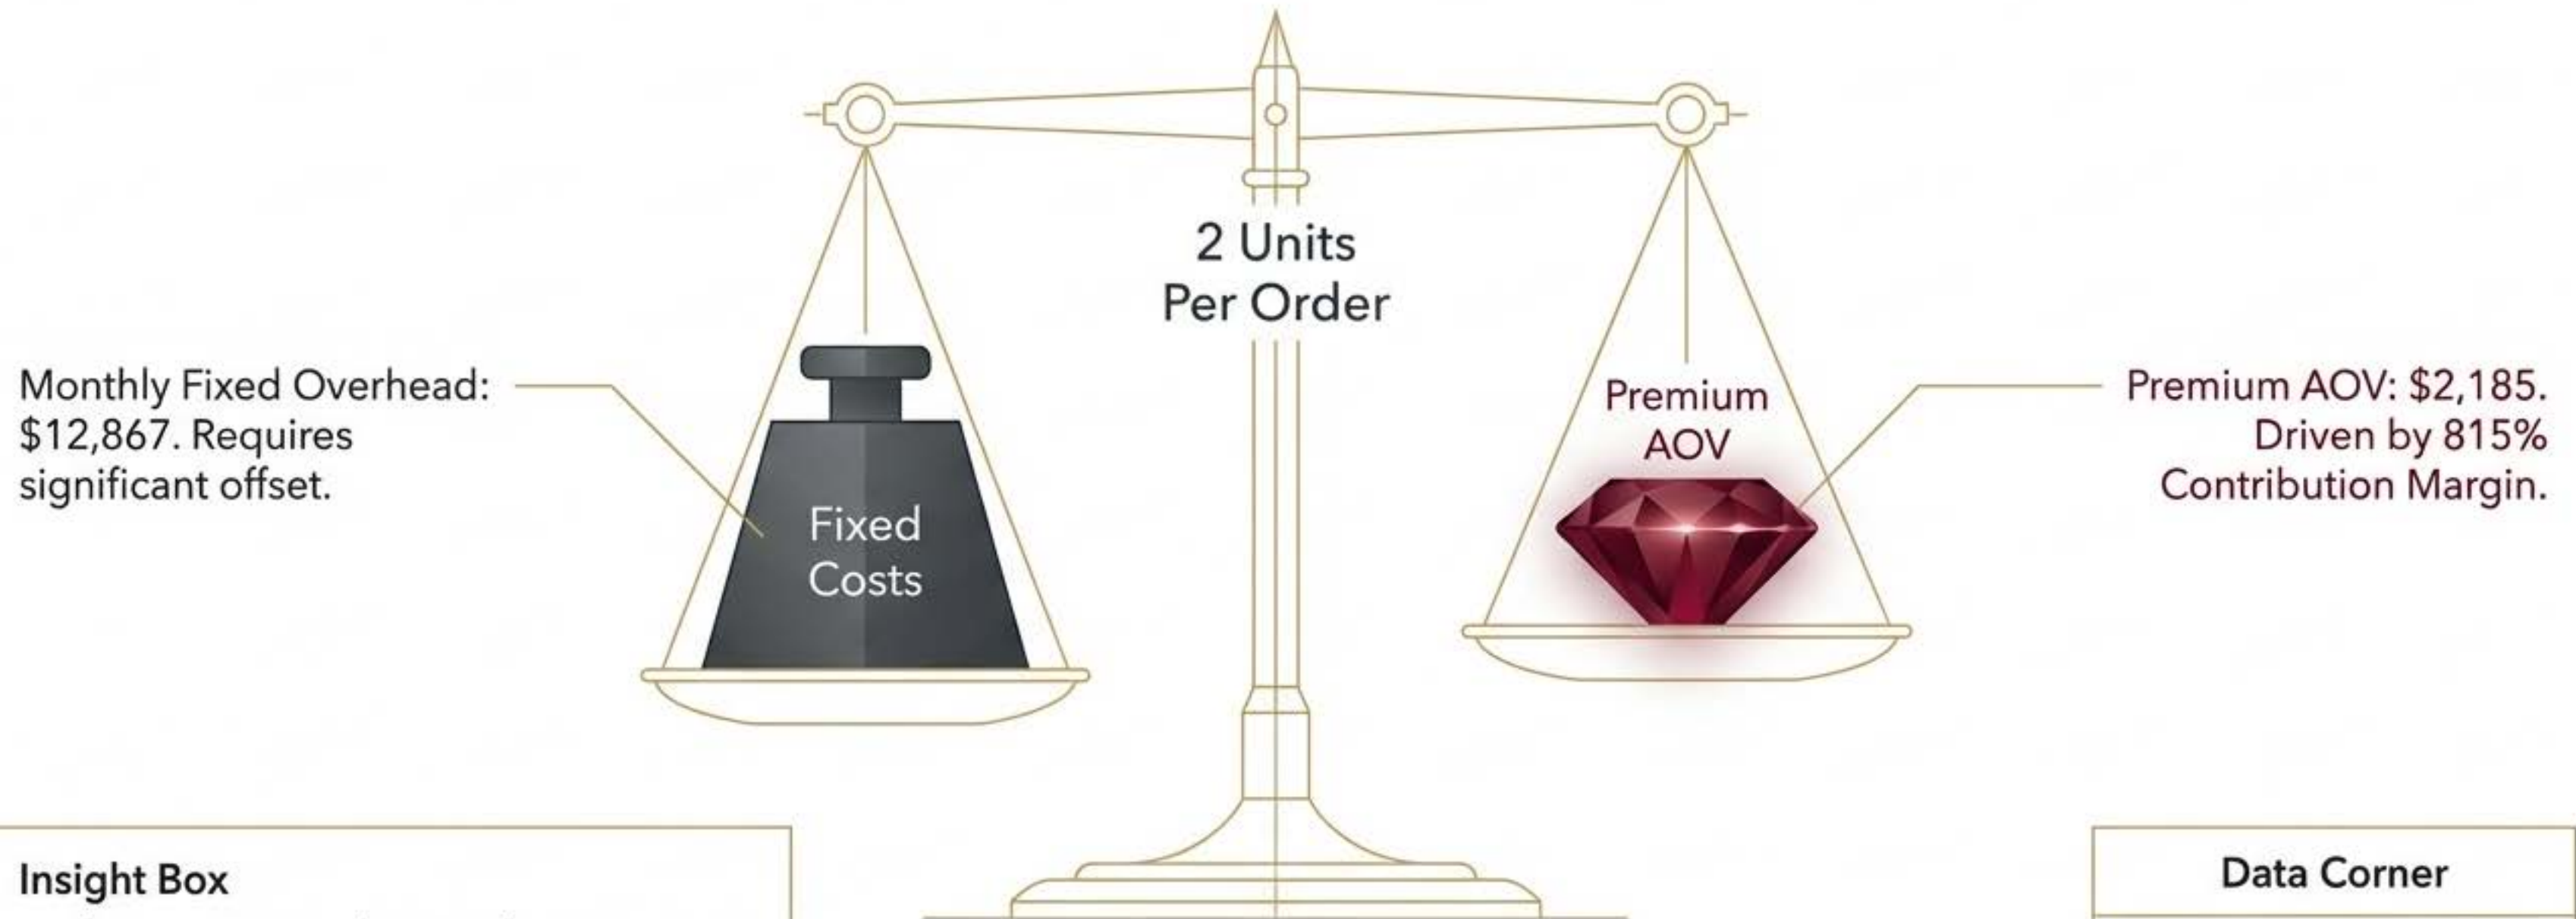 2 Units
Per Order
Monthly Fixed Overhead:
$12,867. Requires
significant offset.
Fixed
Costs
Premium
AOV
Premium AOV: $2,185.
Driven by 815%
Contribution Margin.
Insight Box
Data Corner